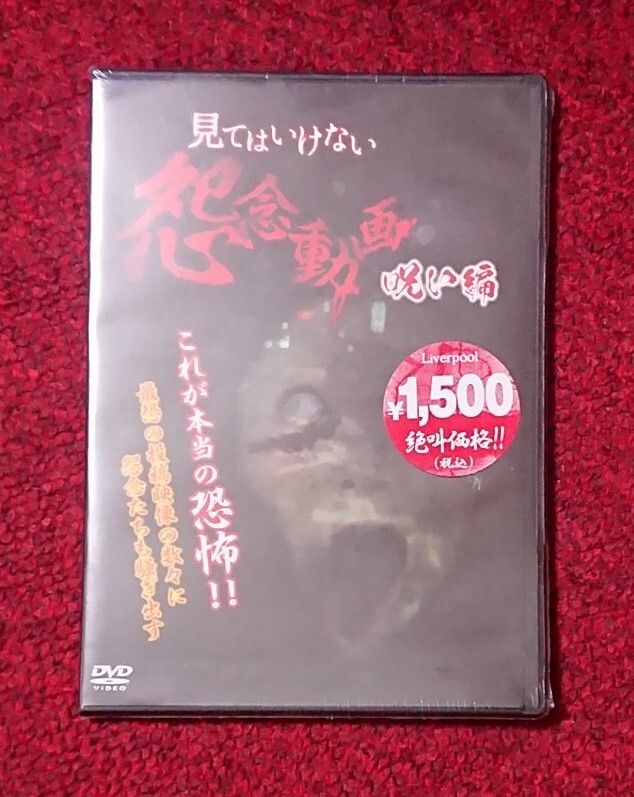 見てはいけない
怨念動画
呪い編
Liverpool
¥1,500
絶叫価格!!
(税込)
これが本当の恐怖!!
最恐の投稿映像の数々に
怨念たちも騒ぎ出す
DVD
VIDEO